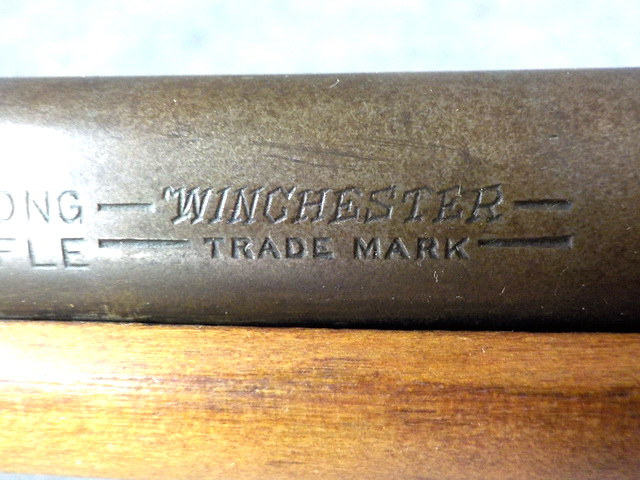 ONG — WINCHESTER —
FLE — TRADE MARK —